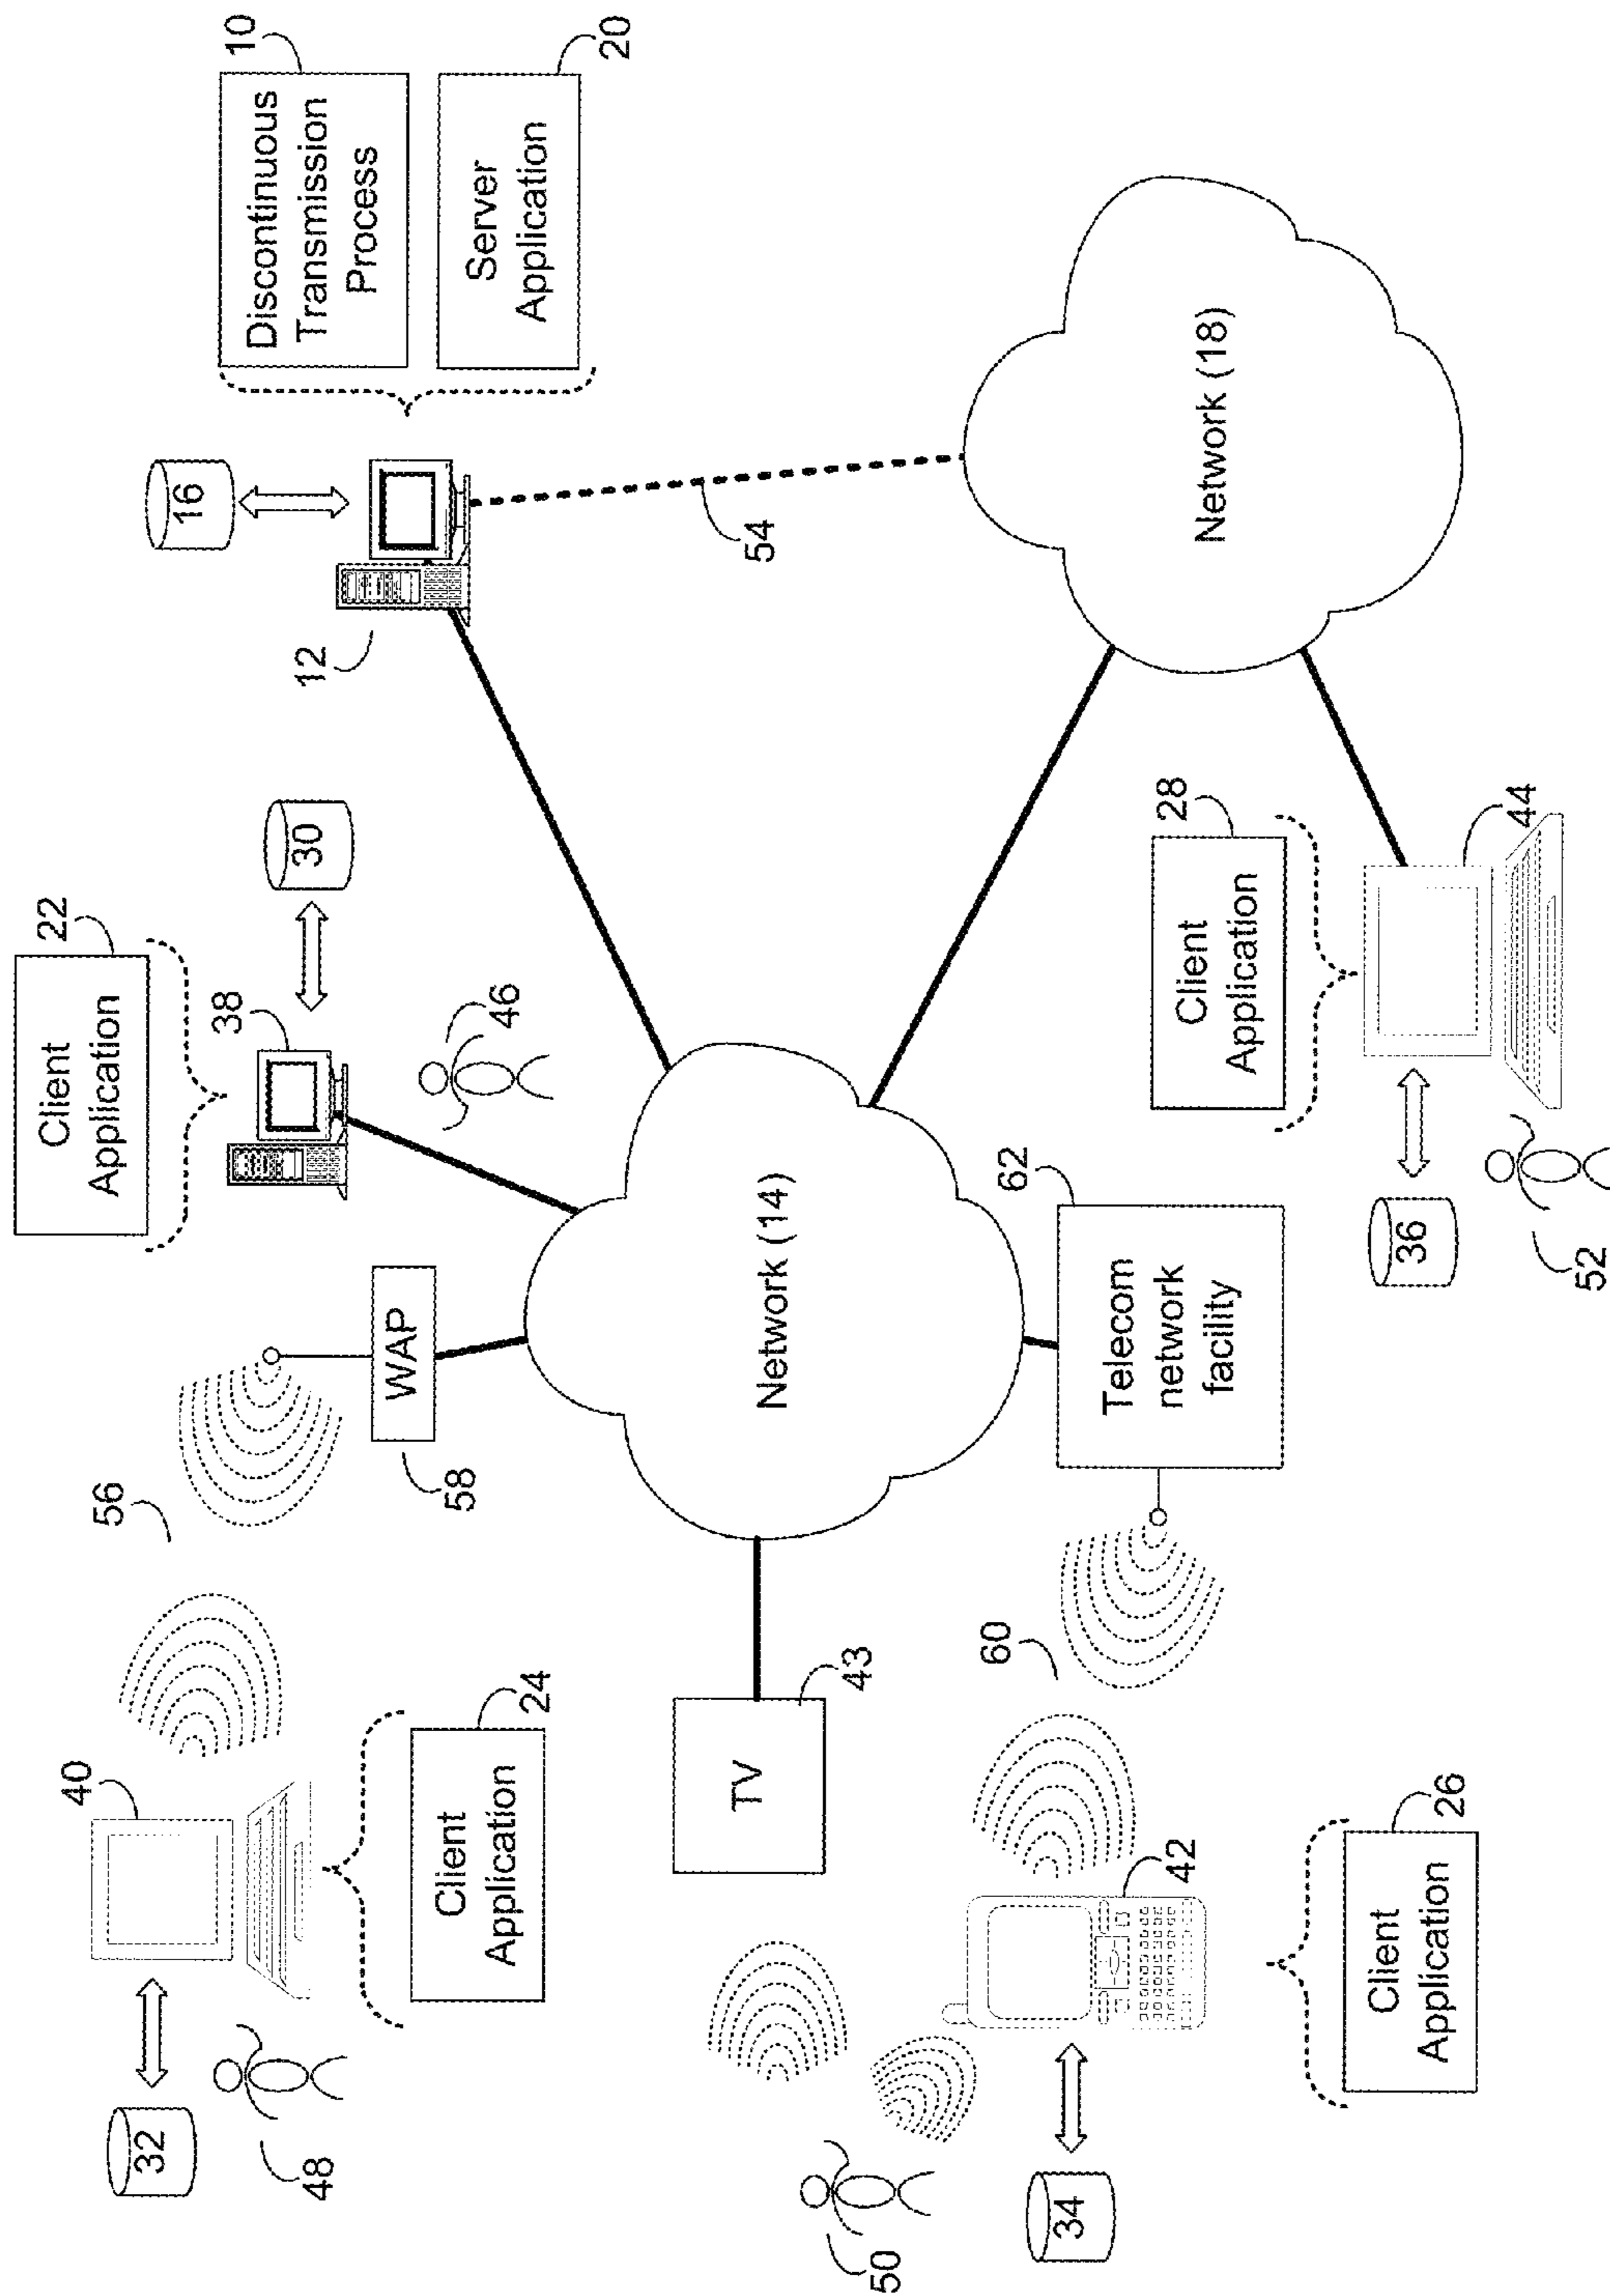 10
Discontinuous
Transmission
Process
20
Server
Application
16
12
54
Network (18)
22
Client
Application
30
38
46
56
WAP
58
Network (14)
28
Client
Application
44
36
52
62
Telecom
network
facility
40
32
48
24
Client
Application
TV
43
60
42
50
34
26
Client
Application